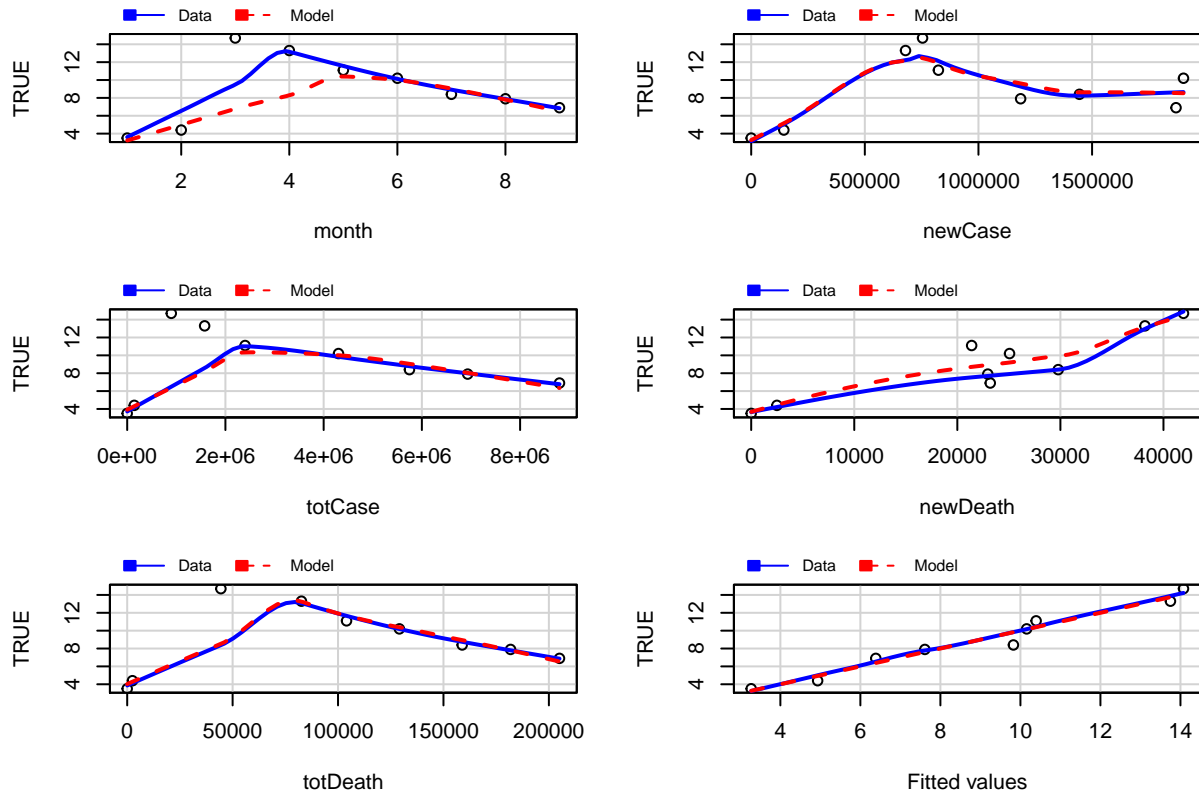 Data Model
TRUE
4 8 12
2 4 6 8
month
Data Model
TRUE
4 8 12
0 500000 1000000 1500000
newCase
Data Model
TRUE
4 8 12
0e+00 2e+06 4e+06 6e+06 8e+06
totCase
Data Model
TRUE
4 8 12
0 10000 20000 30000 40000
newDeath
Data Model
TRUE
4 8 12
0 50000 100000 150000 200000
totDeath
Data Model
TRUE
4 8 12
4 6 8 10 12 14
Fitted values